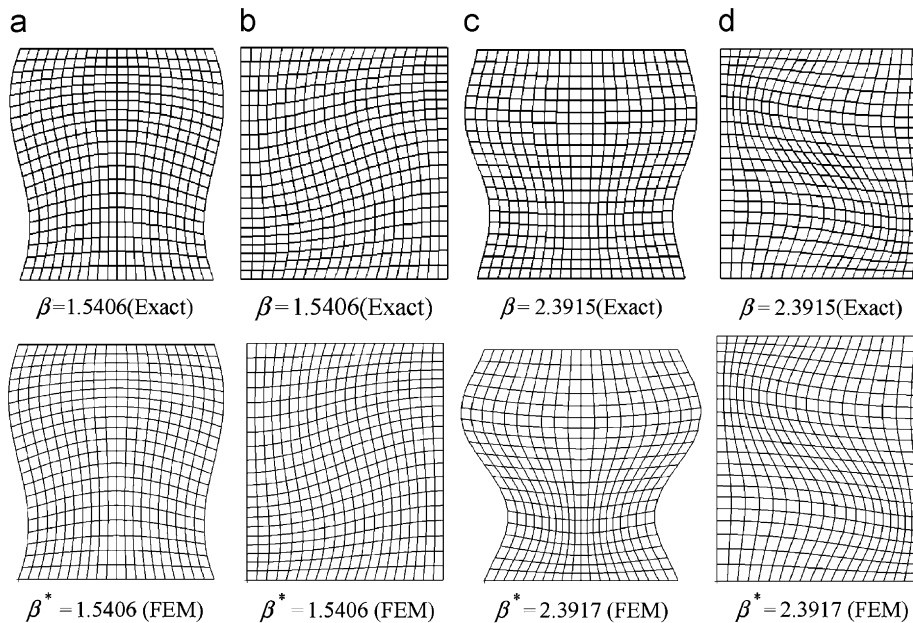 a b c d
β=1.5406(Exact) β=1.5406(Exact) β=2.3915(Exact) β=2.3915(Exact)
β*=1.5406 (FEM) β*=1.5406 (FEM) β*=2.3917 (FEM) β*=2.3917 (FEM)